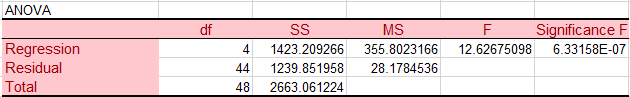 ANOVA
df SS MS F Significance F
Regression 4 1423.209266 355.8023166 12.62675098 6.33158E-07
Residual 44 1239.851958 28.1784536
Total 48 2663.061224